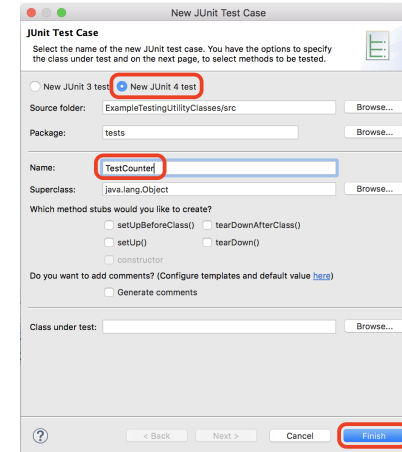 New JUnit Test Case
JUnit Test Case
Select the name of the new JUnit test case. You have the options to specify
the class under test and on the next page, to select methods to be tested.
New JUnit 3 test New JUnit 4 test
Source folder: ExampleTestingUtilityClasses/src Browse...
Package: tests Browse...
Name: TestCounter
Superclass: java.lang.Object Browse...
Which method stubs would you like to create?
setUpBeforeClass() tearDownAfterClass()
setUp() tearDown()
constructor
Do you want to add comments? (Configure templates and default value here)
Generate comments
Class under test: Browse...
? < Back Next > Cancel Finish